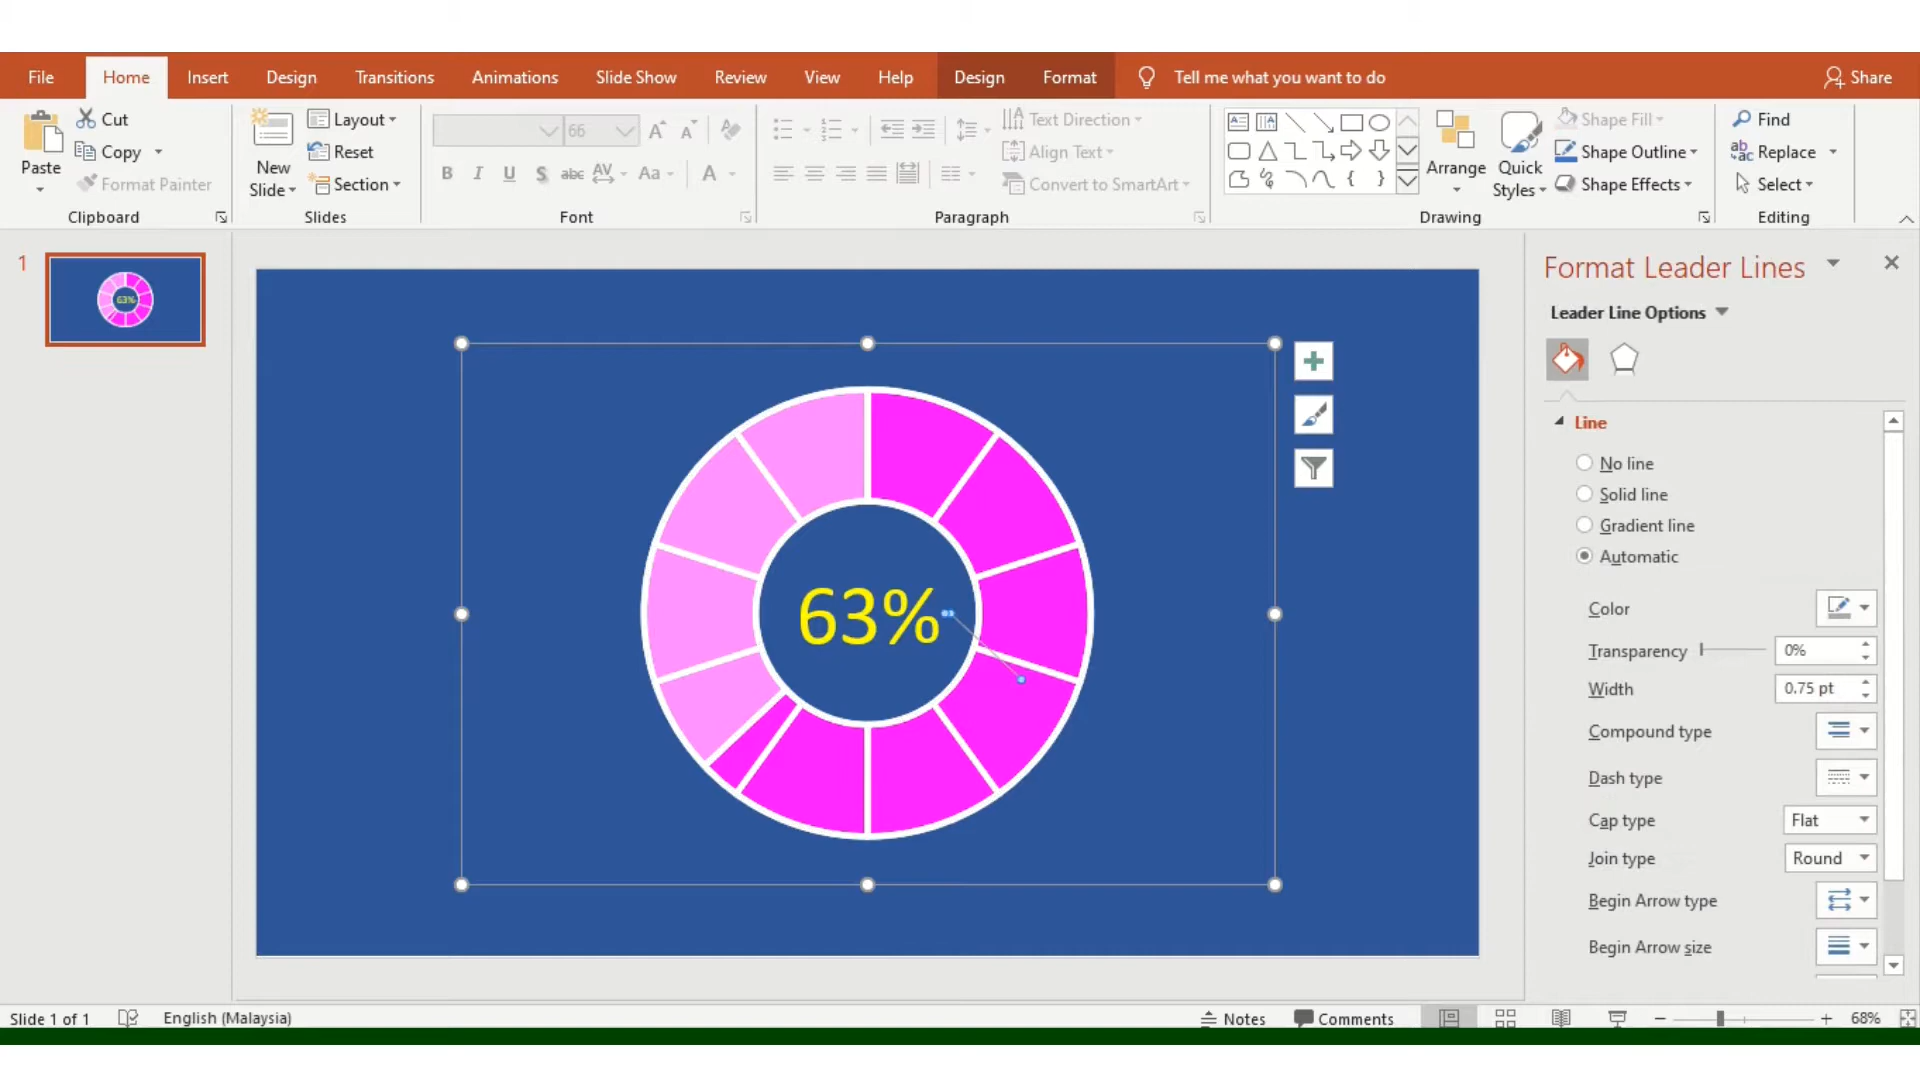 File Home Insert Design Transitions Animations Slide Show Review View Help Design Format Tell me what you want to do Share
Paste
Cut
Copy
Format Painter
Clipboard
New
Slide
Layout
Reset
Section
Slides
66
B I U S abc AV Aa A
Font
Text Direction
Align Text
Convert to SmartArt
Paragraph
Arrange
Quick
Styles
Shape Fill
Shape Outline
Shape Effects
Drawing
Find
Replace
Select
Editing
1
63%
63%
Format Leader Lines
Leader Line Options
Line
No line
Solid line
Gradient line
Automatic
Color
Transparency 0%
Width 0.75 pt
Compound type
Dash type
Cap type Flat
Join type Round
Begin Arrow type
Begin Arrow size
Slide 1 of 1 English (Malaysia) Notes Comments 68%